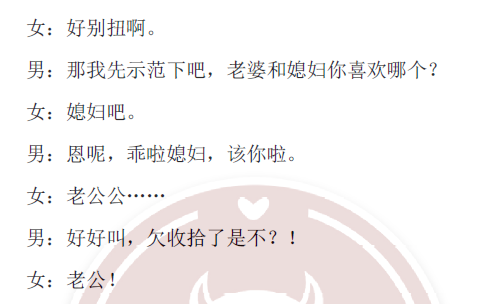 女：好别扭啊。
男：那我先示范下吧，老婆和媳妇你喜欢哪个？
女：媳妇吧。
男：恩呢，乖啦媳妇，该你啦。
女：老公公……
男：好好叫，欠收拾了是不？！
女：老公！